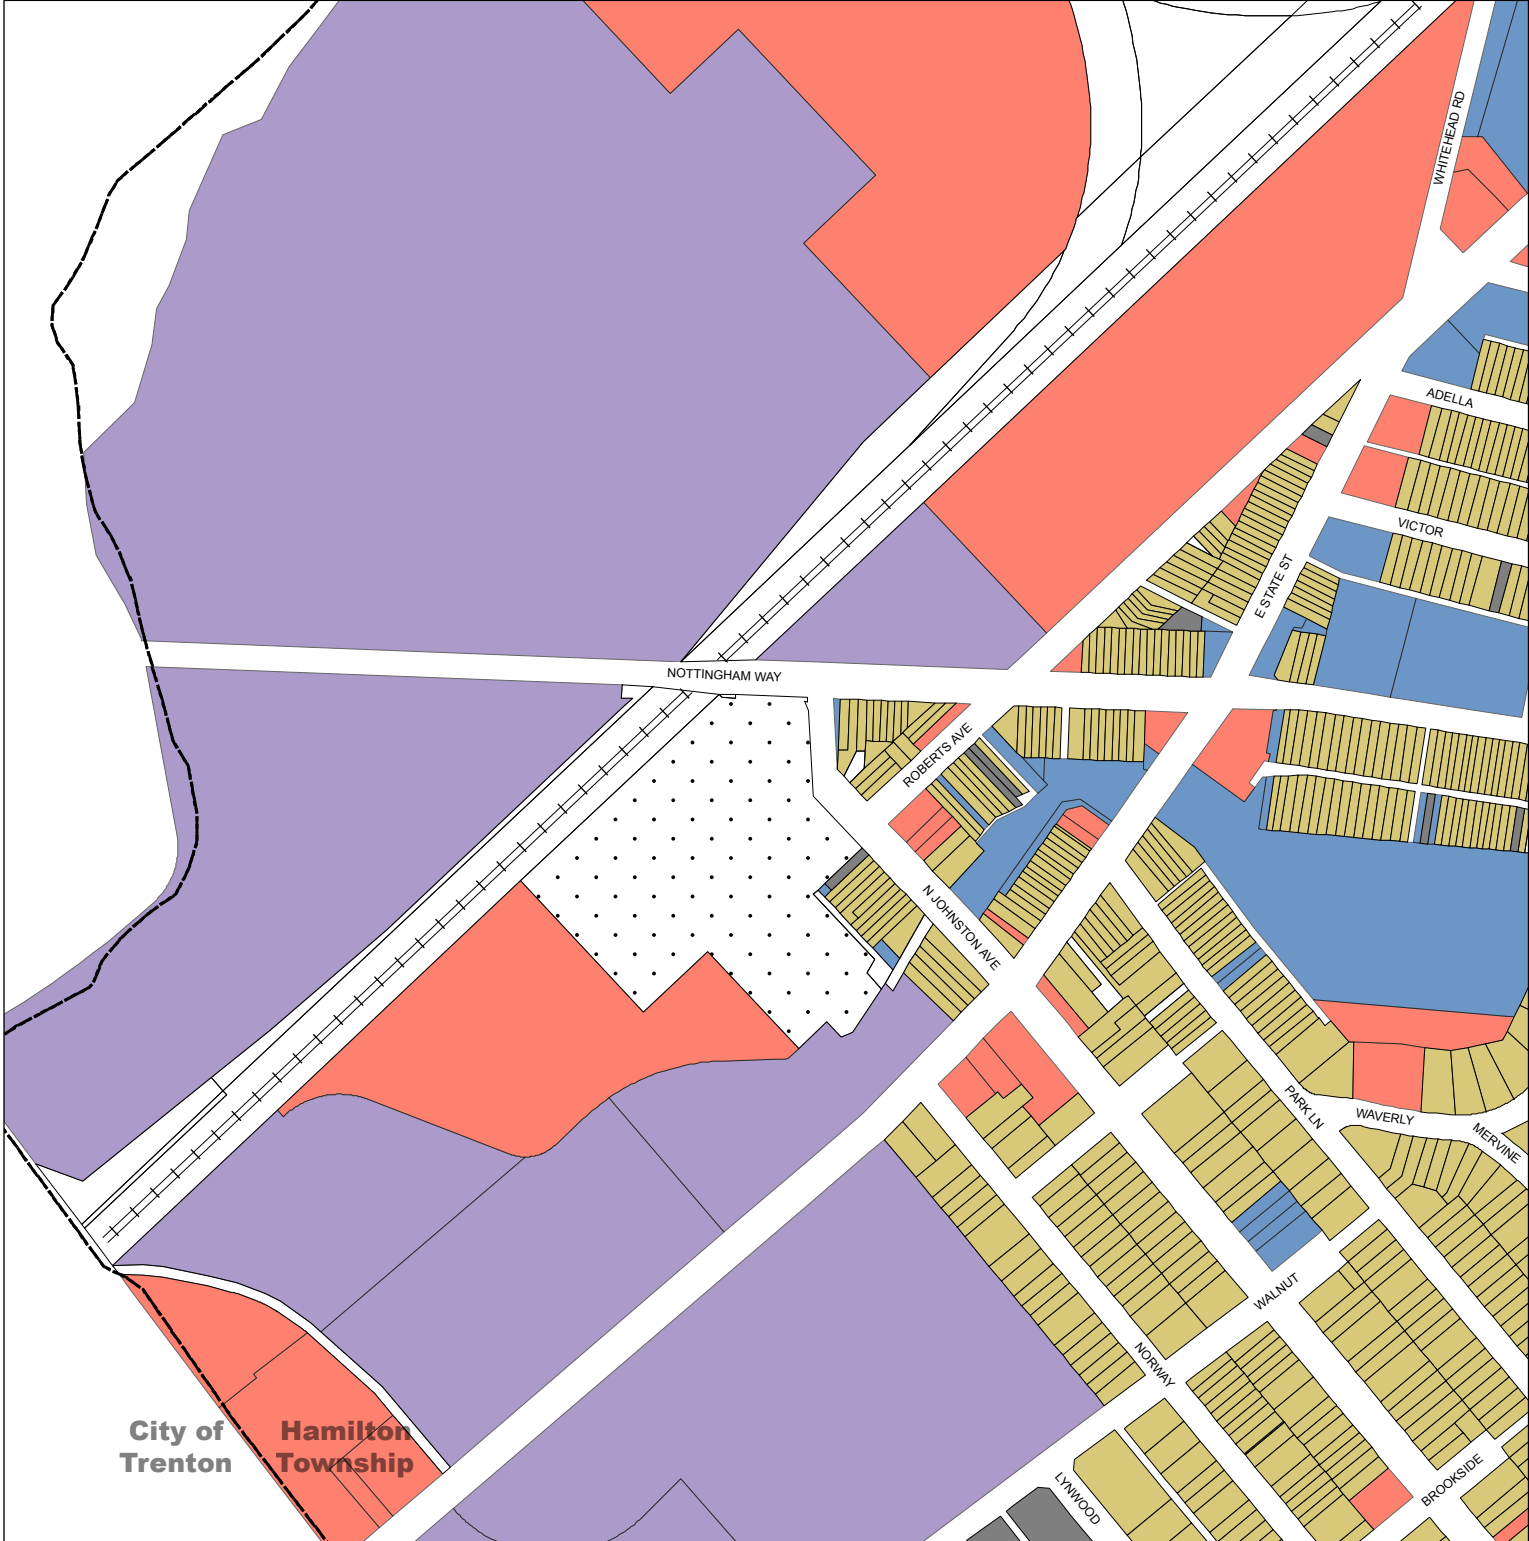 WHITEHEAD RD
ADELLA
VICTOR
E STATE ST
NOTTINGHAM WAY
ROBERTS AVE
N JOHNSTON AVE
PARK LN
WAVERLY
MERVINE
WALNUT
NORWAY
City of
Trenton
Hamilton
Township
BROOKSIDE
LYNWOOD